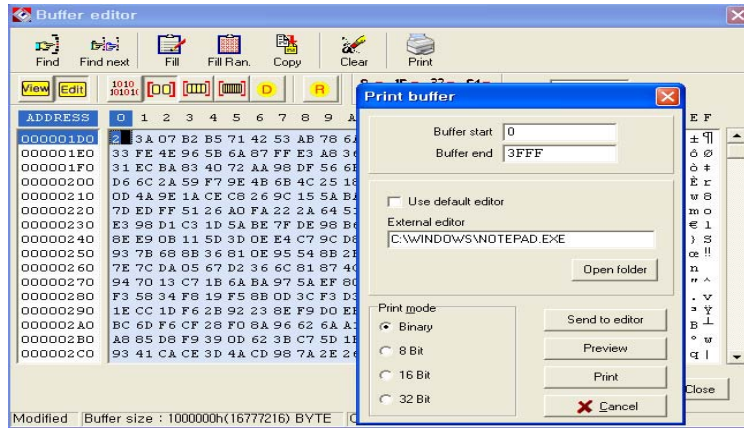 Buffer editor
Find Find next Fill Fill Ran. Copy Clear Print
View Edit 1010 10101 D R
ADDRESS 0 1 2 3 4 5 6 7 8 9 A E F
000001D0 2 3A 07 B2 B5 71 42 53 AB 78 ±¶
000001E0 33 FE 4E 96 5B 6A 87 FF E3 A8 ôØ
000001F0 31 EC BA 83 40 72 AA 98 DF 56 ò‡
00000200 D6 6C 2A 59 F7 9E 4B 6B 4C 25 Èr
00000210 0D 4A 9E 1A CE C8 26 9C 15 5A w8
00000220 7D ED FF 51 26 A0 FA 22 2A 64 mo
00000230 E3 98 D1 C3 1D 5A BE 7F DE 98 €1
00000240 8E E9 0B 11 5D 3D 0E E4 C7 9C }S
00000250 93 7B 68 8B 36 81 0E 95 54 8B œ‼
00000260 7E 7C DA 05 67 D2 36 6C 81 87 n
00000270 94 70 13 C7 1B 6A BA 97 5A EF "^
00000280 F3 58 34 F8 19 F5 8B 0D 3C F3 .v
00000290 1E CC 1D F6 2B 92 23 8E F9 D0 ³Ÿ
000002A0 BC 6D F6 CF 28 F0 8A 96 62 6A B┴
000002B0 A8 85 D8 F9 39 0D 62 3B C7 5D °w
000002C0 93 41 CA CE 3D 4A CD 98 7A 2E q|
Print buffer
Buffer start 0
Buffer end 3FFF
Use default editor
External editor
C:\WINDOWS\NOTEPAD.EXE
Open folder
Print mode
Binary
8 Bit
16 Bit
32 Bit
Send to editor
Preview
Print
Cancel
Close
Modified Buffer size : 1000000h(16777216) BYTE